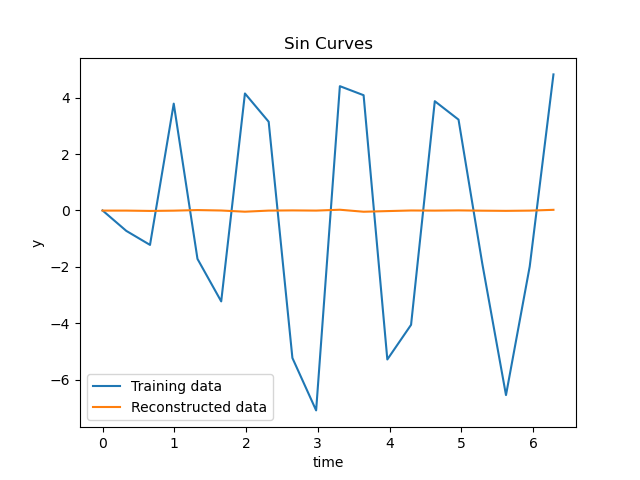 Sin Curves
y
4
2
0
−2
−4
−6
Training data
Reconstructed data
0 1 2 3 4 5 6
time